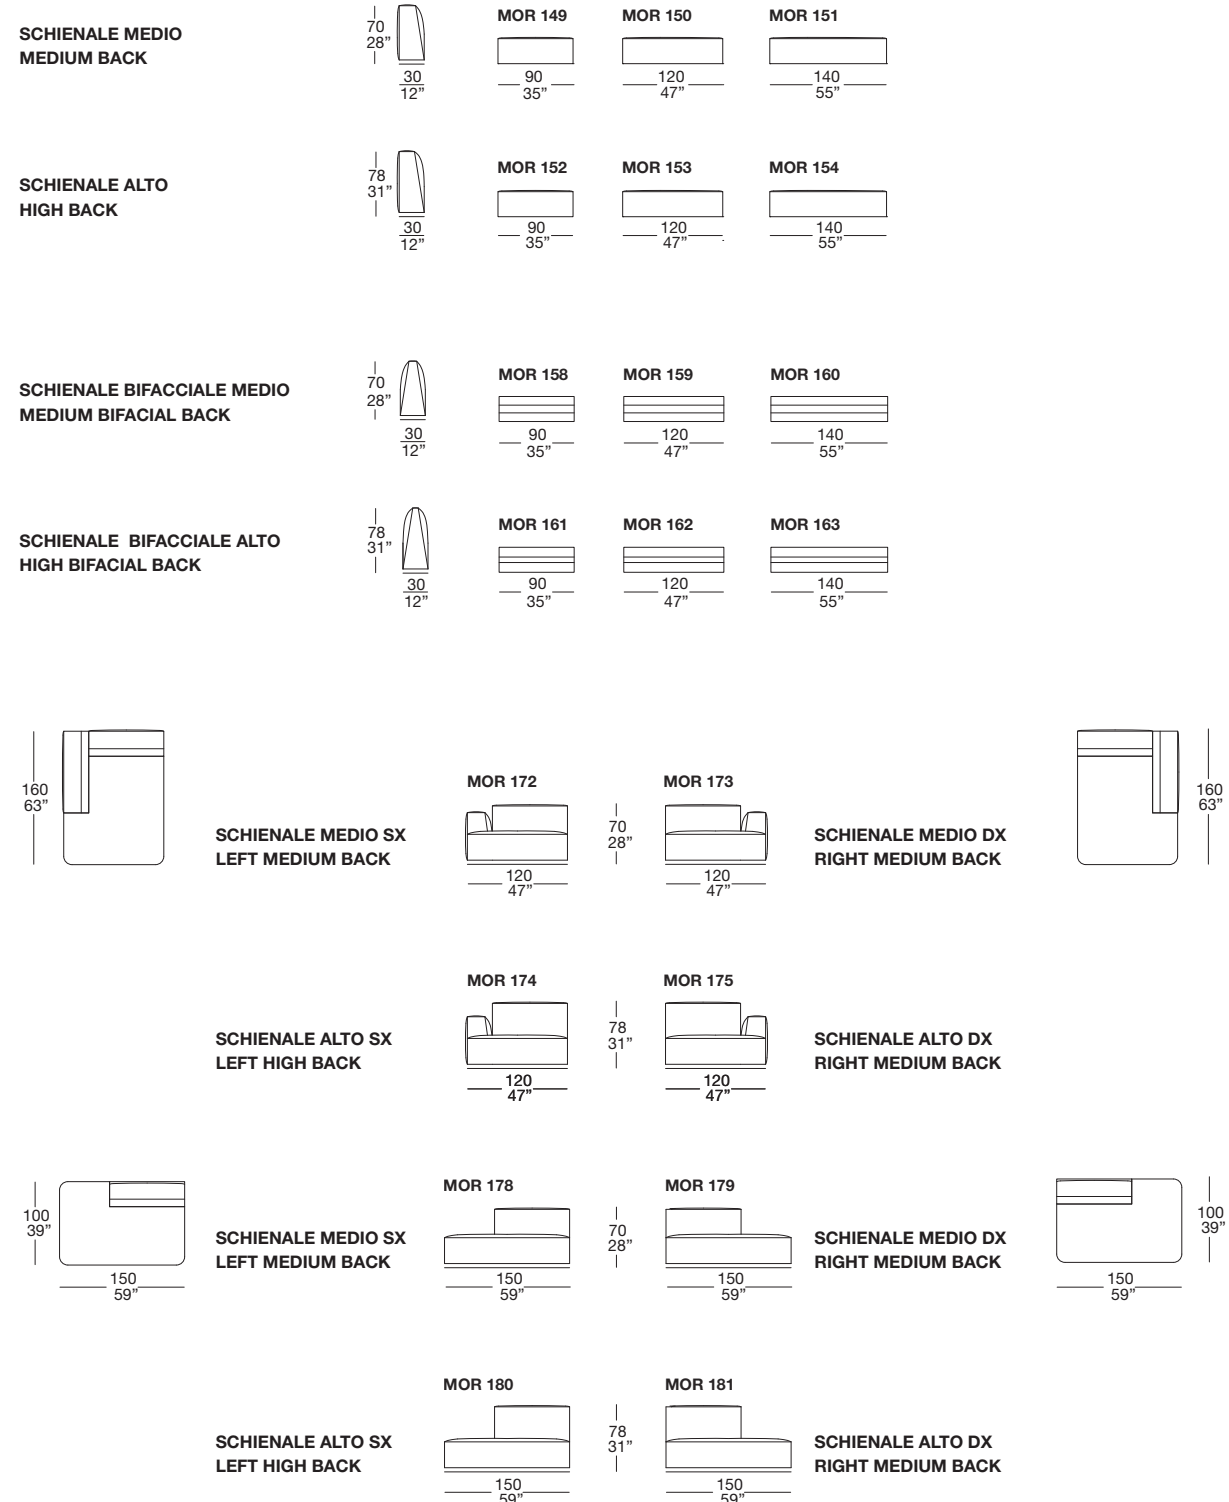 MOR 149 MOR 150 MOR 151
SCHIENALE MEDIO
MEDIUM BACK
70
28”
30
12”
90
35”
120
47”
140
55”
MOR 152 MOR 153 MOR 154
SCHIENALE ALTO
HIGH BACK
78
31”
30
12”
90
35”
120
47”
140
55”
MOR 158 MOR 159 MOR 160
SCHIENALE BIFACCIALE MEDIO
MEDIUM BIFACIAL BACK
70
28”
30
12”
90
35”
120
47”
140
55”
MOR 161 MOR 162 MOR 163
SCHIENALE BIFACCIALE ALTO
HIGH BIFACIAL BACK
78
31”
30
12”
90
35”
120
47”
140
55”
MOR 172 MOR 173
160
63”
SCHIENALE MEDIO SX
LEFT MEDIUM BACK
120
47”
70
28”
120
47”
SCHIENALE MEDIO DX
RIGHT MEDIUM BACK
160
63”
MOR 174 MOR 175
SCHIENALE ALTO SX
LEFT HIGH BACK
120
47”
78
31”
120
47”
SCHIENALE ALTO DX
RIGHT MEDIUM BACK
MOR 178 MOR 179
100
39”
150
59”
SCHIENALE MEDIO SX
LEFT MEDIUM BACK
150
59”
70
28”
150
59”
SCHIENALE MEDIO DX
RIGHT MEDIUM BACK
150
59”
100
39”
MOR 180 MOR 181
SCHIENALE ALTO SX
LEFT HIGH BACK
150
59”
78
31”
150
59”
SCHIENALE ALTO DX
RIGHT MEDIUM BACK